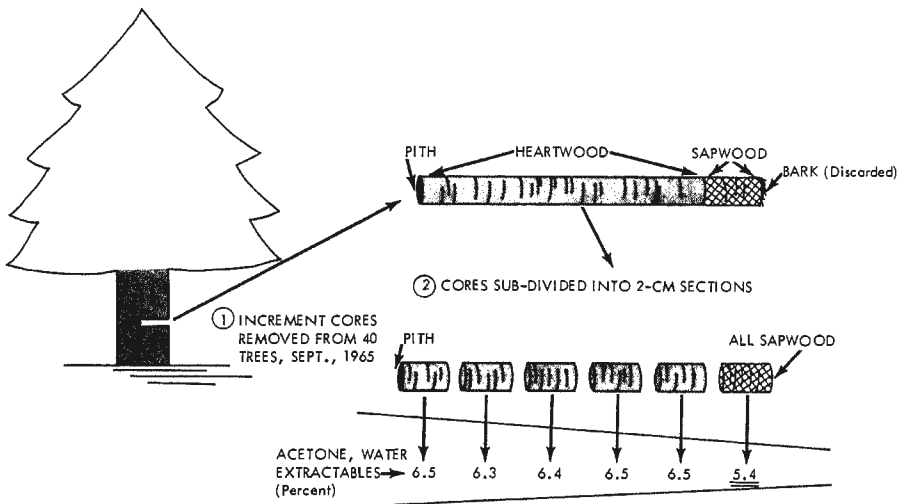 PITH
HEARTWOOD
SAPWOOD
BARK (Discarded)
2 CORES SUB-DIVIDED INTO 2-CM SECTIONS
1 INCREMENT CORES
REMOVED FROM 40
TREES, SEPT., 1965
PITH
ALL SAPWOOD
ACETONE, WATER
EXTRACTABLES
(Percent)
6.5 6.3 6.4 6.5 6.5 5.4